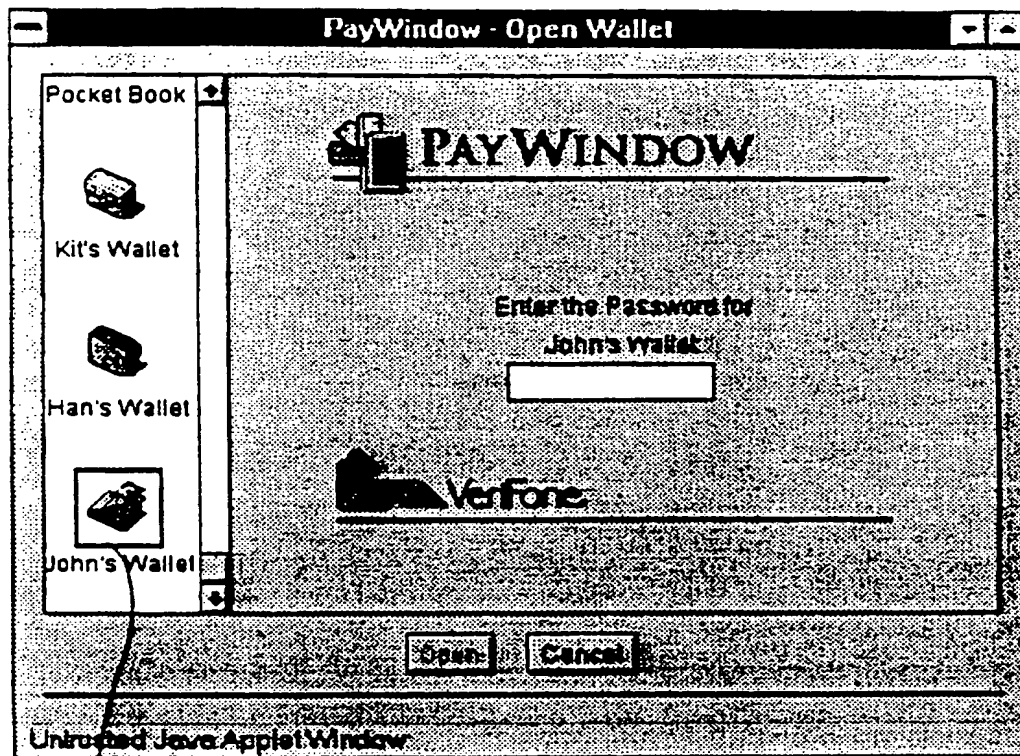 PayWindow - Open Wallet
Pocket Book
Kit's Wallet
Han's Wallet
John's Wallet
PAYWINDOW
Enter the Password for
John's Wallet:
VeriFone
Open
Cancel
Untrusted Java Applet Window